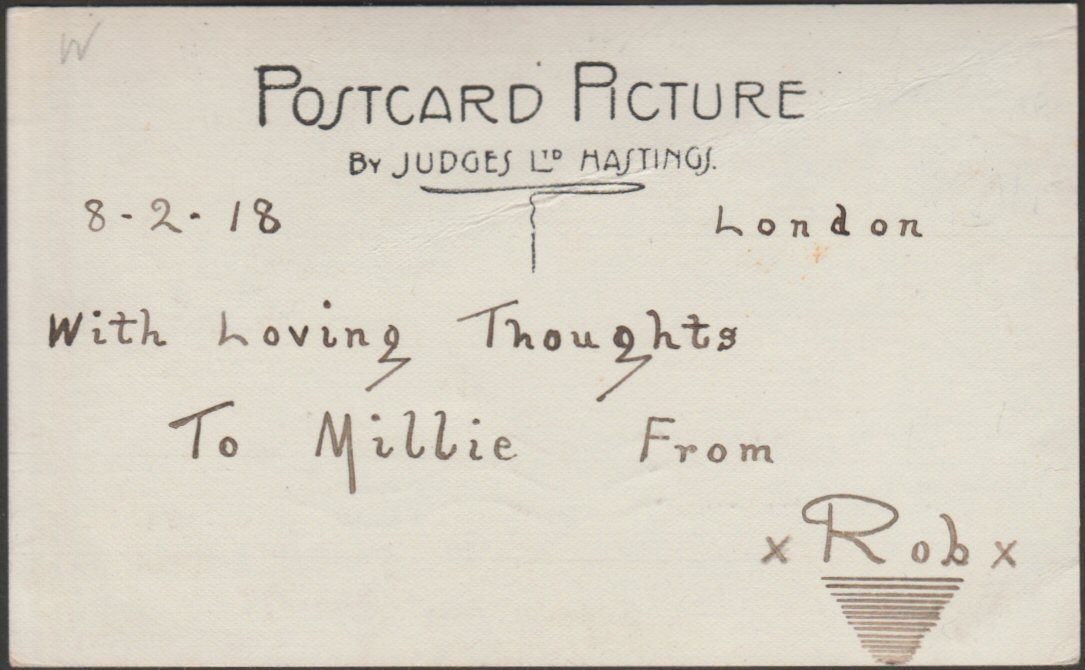 W
POSTCARD PICTURE
BY JUDGES LTD HASTINGS.
8-2-18 London
With Loving Thoughts
To Millie From
x Rob x